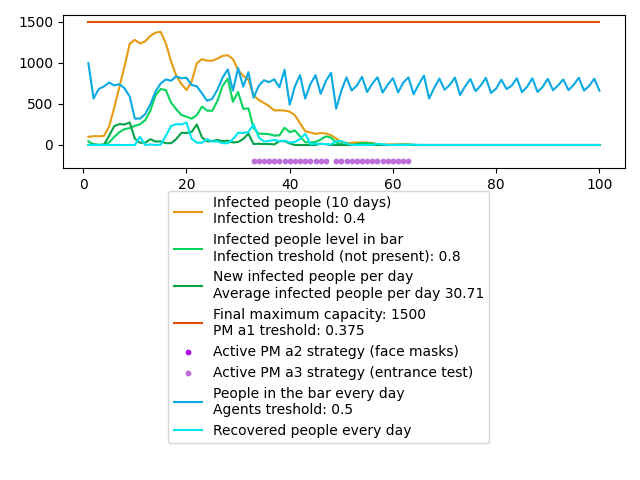 1500
1000
500
0
0 20 40 60 80 100
Infected people (10 days)
Infection treshold: 0.4
Infected people level in bar
Infection treshold (not present): 0.8
New infected people per day
Average infected people per day 30.71
Final maximum capacity: 1500
PM a1 treshold: 0.375
Active PM a2 strategy (face masks)
Active PM a3 strategy (entrance test)
People in the bar every day
Agents treshold: 0.5
Recovered people every day